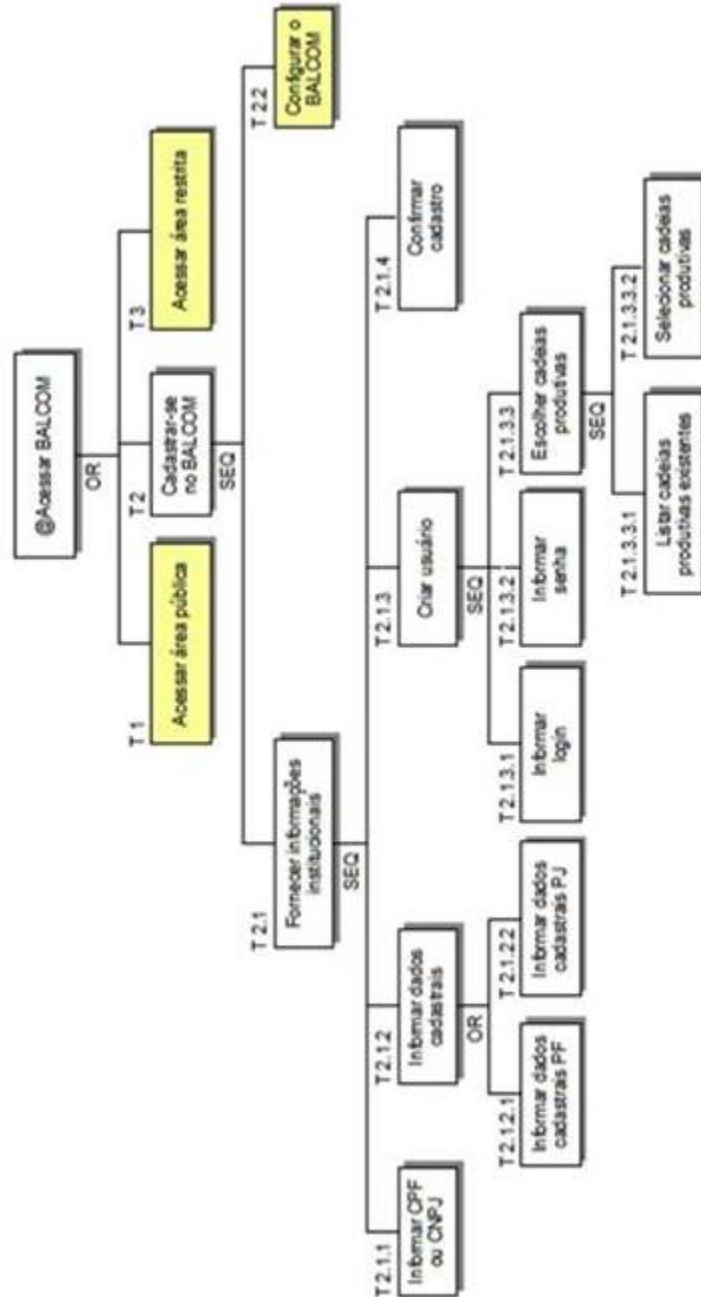 @Acessar BALCOM
OR
T1
Acessar área pública
T2
Cadastrar-se
no BALCOM
T3
Acessar área restrita
SEQ
T 2.1
Fornecer informações
institucionais
T 2.2
Configurar o
BALCOM
SEQ
T 2.1.1
Informar CPF
ou CNPJ
T 2.1.2
Informar dados
cadastrais
T 2.1.3
Criar usuário
T 2.1.4
Confirmar
cadastro
OR
SEQ
T 2.1.2.1
Informar dados
cadastrais PF
T 2.1.2.2
Informar dados
cadastrais PJ
T 2.1.3.1
Informar
login
T 2.1.3.2
Informar
senha
T 2.1.3.3
Escolher cadeias
produtivas
SEQ
T 2.1.3.3.1
Listar cadeias
produtivas existentes
T 2.1.3.3.2
Selecionar cadeias
produtivas